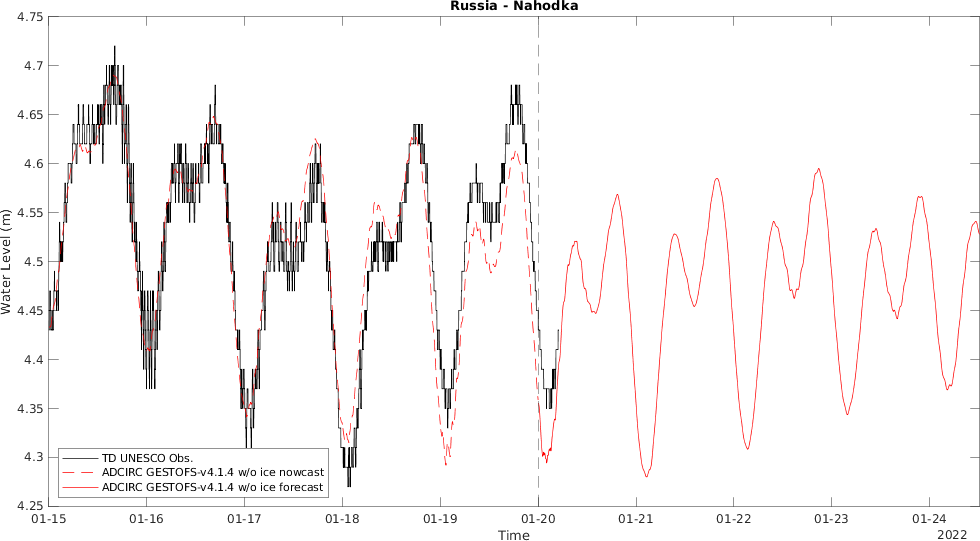 Russia - Nahodka
4.75
4.7
4.65
4.6
4.55
4.5
4.45
4.4
4.35
4.3
4.25
Water Level (m)
TD UNESCO Obs.
ADCIRC GESTOFS-v4.1.4 w/o ice nowcast
ADCIRC GESTOFS-v4.1.4 w/o ice forecast
01-15 01-16 01-17 01-18 01-19 01-20 01-21 01-22 01-23 01-24
Time
2022